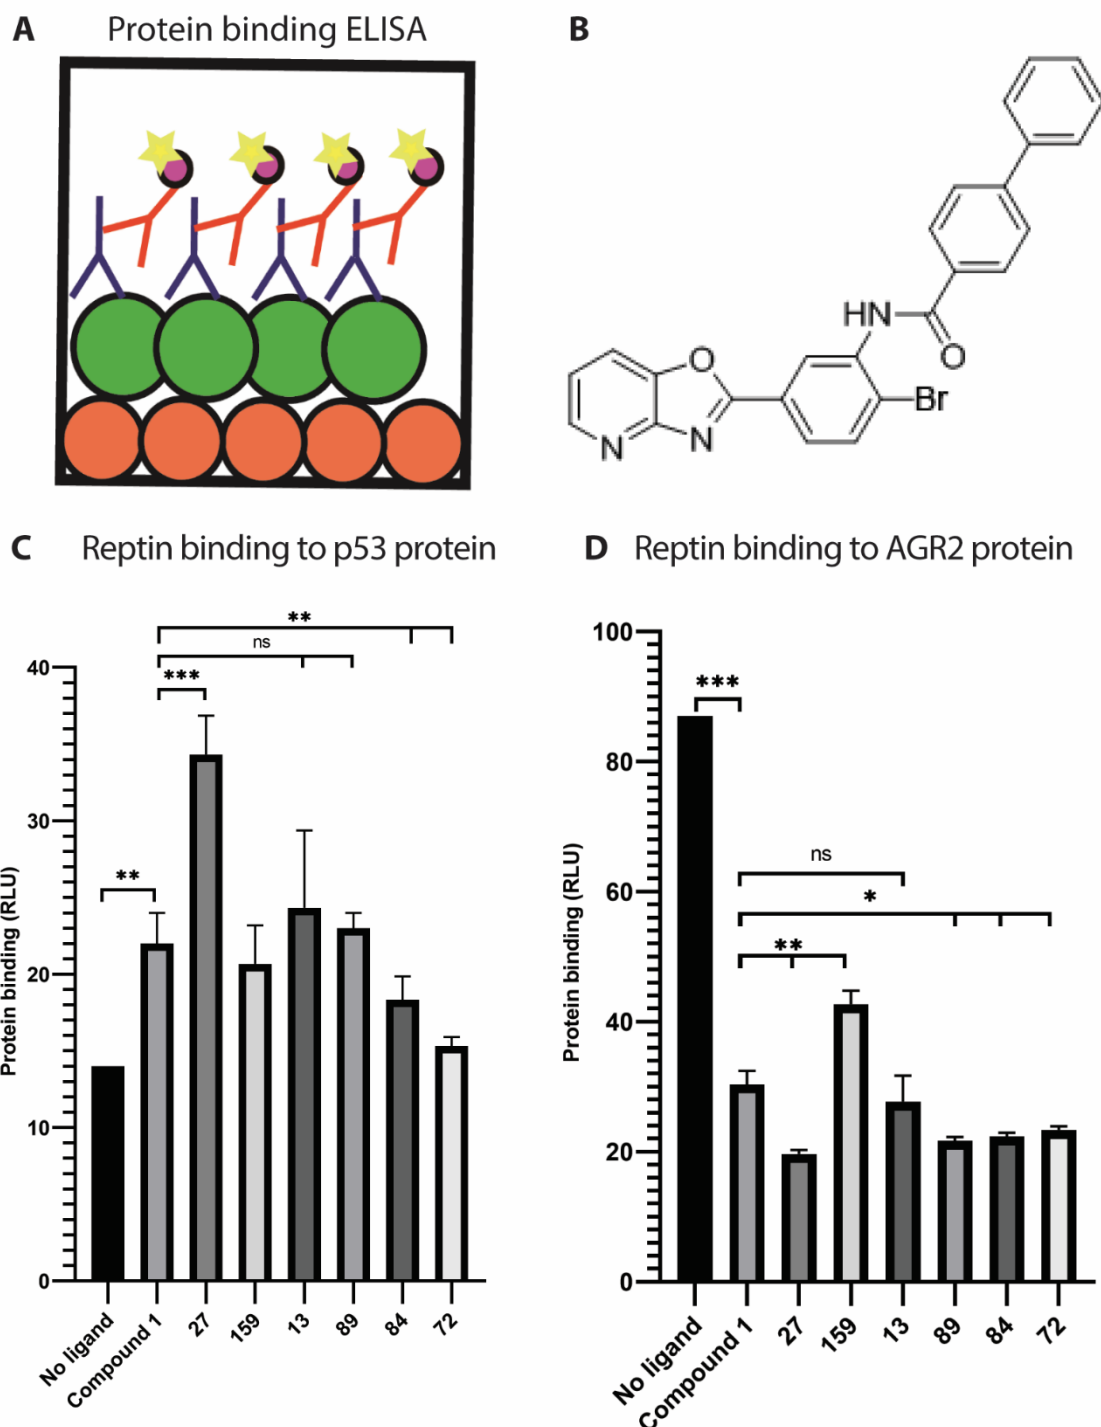 A Protein binding ELISA
B
HN
O
O
Br
N
N
C Reptin binding to p53 protein
**
ns
***
**
40
30
20
10
0
Protein binding (RLU)
No ligand
Compound 1
27
159
13
89
84
72
D Reptin binding to AGR2 protein
***
ns
*
**
100
80
60
40
20
0
Protein binding (RLU)
No ligand
Compound 1
27
159
13
89
84
72